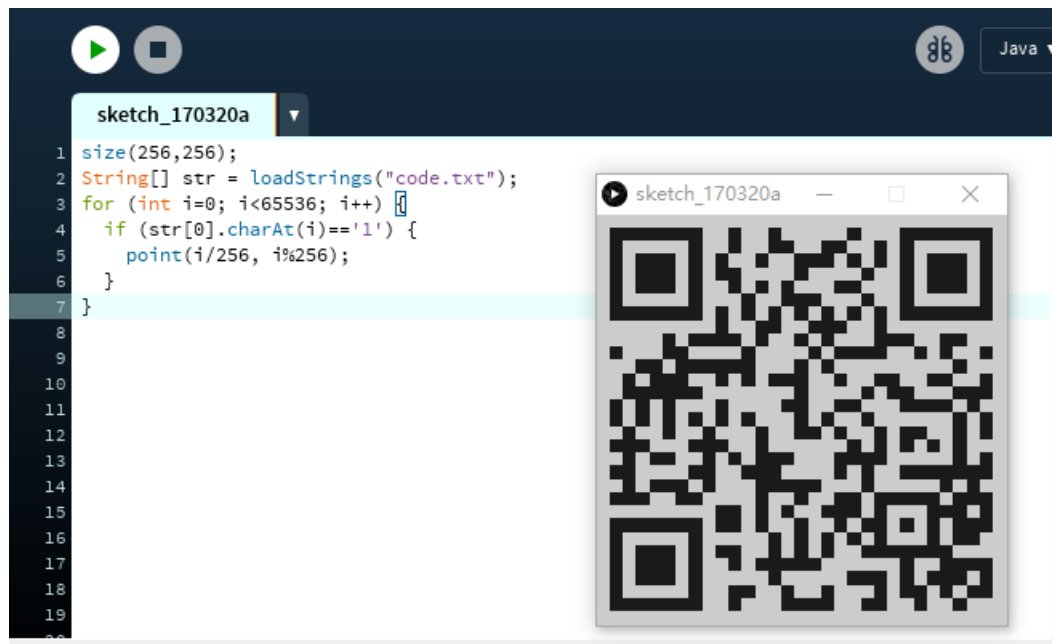 Java
sketch_170320a
1 size(256,256);
2 String[] str = loadStrings("code.txt");
3 for (int i=0; i<65536; i++) {
4 if (str[0].charAt(i)=='1') {
5 point(i/256, i%256);
6 }
7 }
8
9
10
11
12
13
14
15
16
17
18
19
sketch_170320a